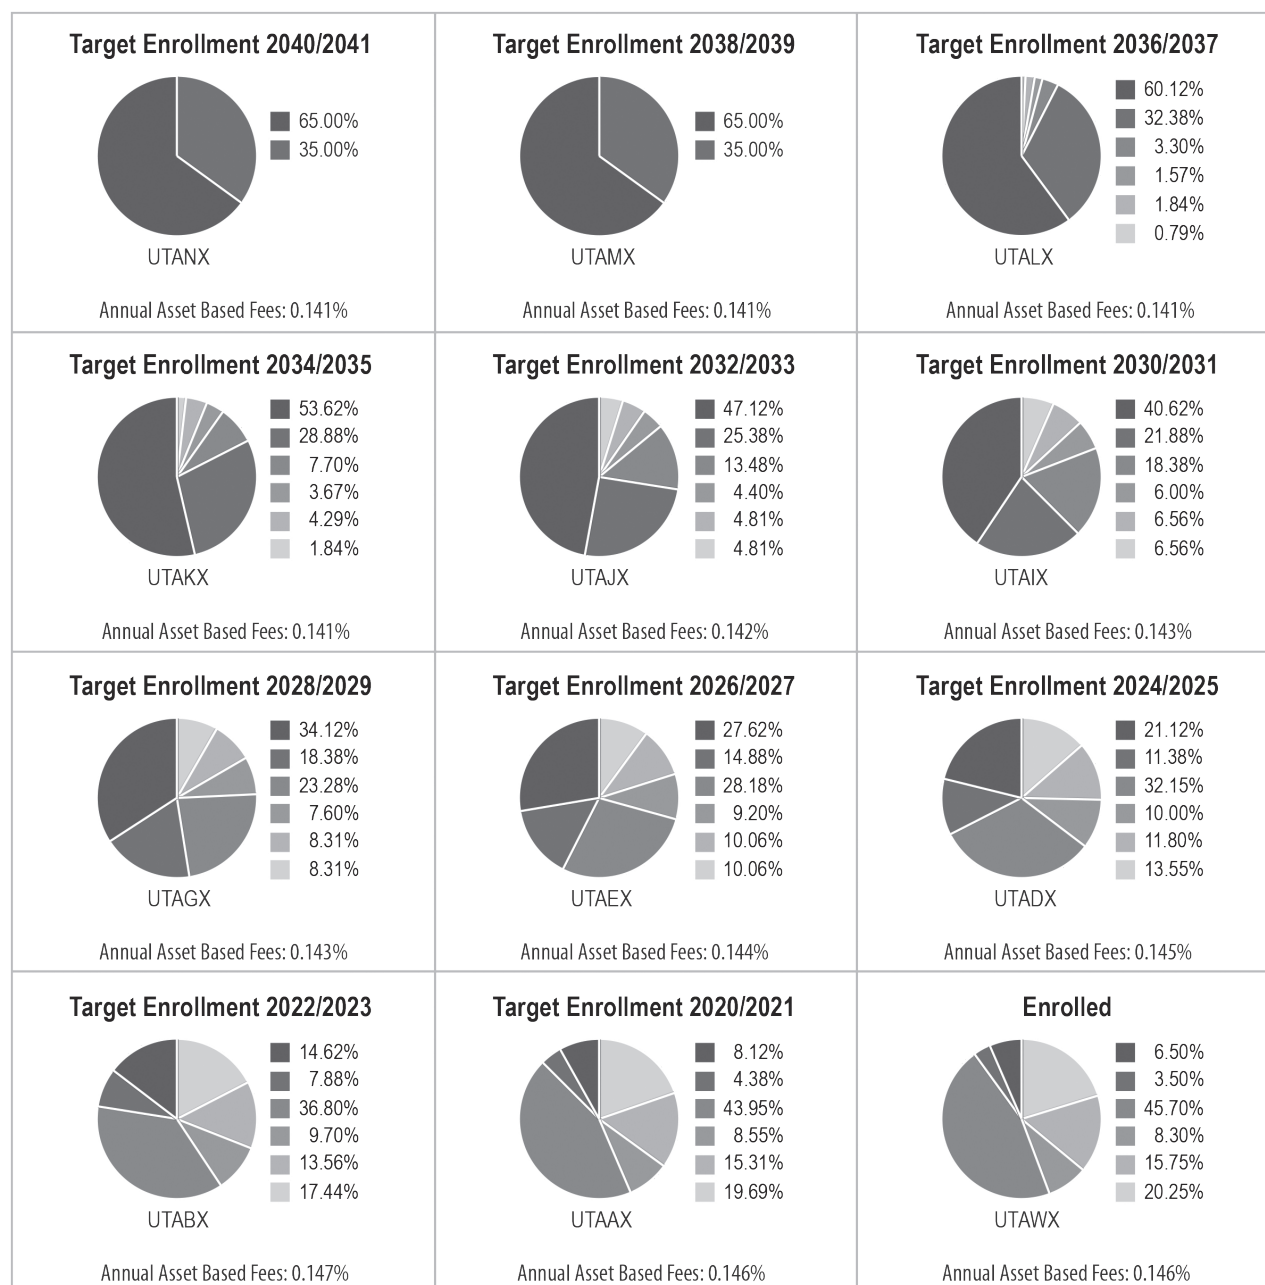 Target Enrollment 2040/2041
65.00%
35.00%
UTANX
Annual Asset Based Fees: 0.141%
Target Enrollment 2038/2039
65.00%
35.00%
UTAMX
Annual Asset Based Fees: 0.141%
Target Enrollment 2036/2037
60.12%
32.38%
3.30%
1.57%
1.84%
0.79%
UTALX
Annual Asset Based Fees: 0.141%
Target Enrollment 2034/2035
53.62%
28.88%
7.70%
3.67%
4.29%
1.84%
UTAKX
Annual Asset Based Fees: 0.141%
Target Enrollment 2032/2033
47.12%
25.38%
13.48%
4.40%
4.81%
4.81%
UTAJX
Annual Asset Based Fees: 0.142%
Target Enrollment 2030/2031
40.62%
21.88%
18.38%
6.00%
6.56%
6.56%
UTAIX
Annual Asset Based Fees: 0.143%
Target Enrollment 2028/2029
34.12%
18.38%
23.28%
7.60%
8.31%
8.31%
UTAGX
Annual Asset Based Fees: 0.143%
Target Enrollment 2026/2027
27.62%
14.88%
28.18%
9.20%
10.06%
10.06%
UTAEX
Annual Asset Based Fees: 0.144%
Target Enrollment 2024/2025
21.12%
11.38%
32.15%
10.00%
11.80%
13.55%
UTADX
Annual Asset Based Fees: 0.145%
Target Enrollment 2022/2023
14.62%
7.88%
36.80%
9.70%
13.56%
17.44%
UTABX
Annual Asset Based Fees: 0.147%
Target Enrollment 2020/2021
8.12%
4.38%
43.95%
8.55%
15.31%
19.69%
UTAAX
Annual Asset Based Fees: 0.146%
Enrolled
6.50%
3.50%
45.70%
8.30%
15.75%
20.25%
UTAWX
Annual Asset Based Fees: 0.146%